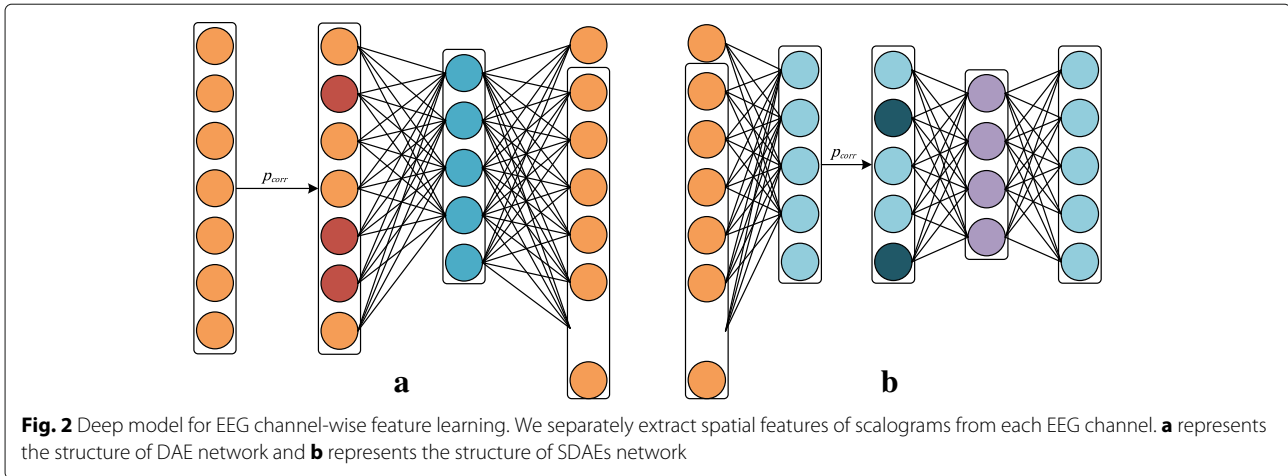 p_corr
p_corr
a
b
Fig. 2 Deep model for EEG channel-wise feature learning. We separately extract spatial features of scalograms from each EEG channel. a represents
the structure of DAE network and b represents the structure of SDAEs network